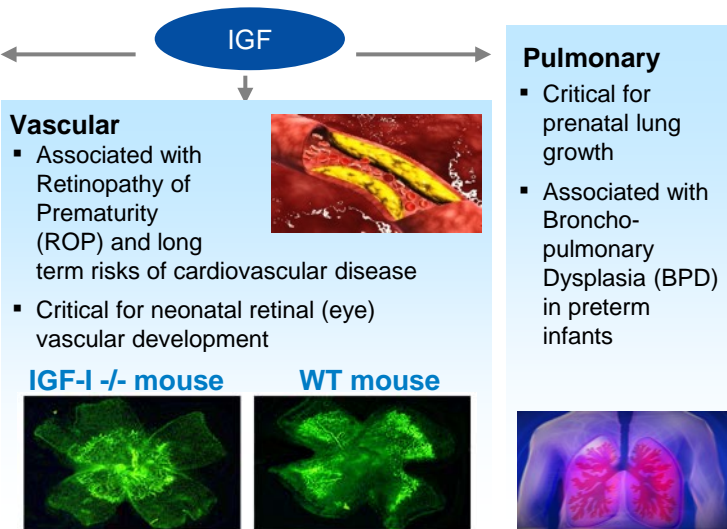 IGF
Vascular
▪ Associated with
Retinopathy of
Prematurity
(ROP) and long
term risks of cardiovascular disease
▪ Critical for neonatal retinal (eye)
vascular development
IGF-I -/- mouse
WT mouse
Pulmonary
▪ Critical for
prenatal lung
growth
▪ Associated with
Broncho-
pulmonary
Dysplasia (BPD)
in preterm
infants